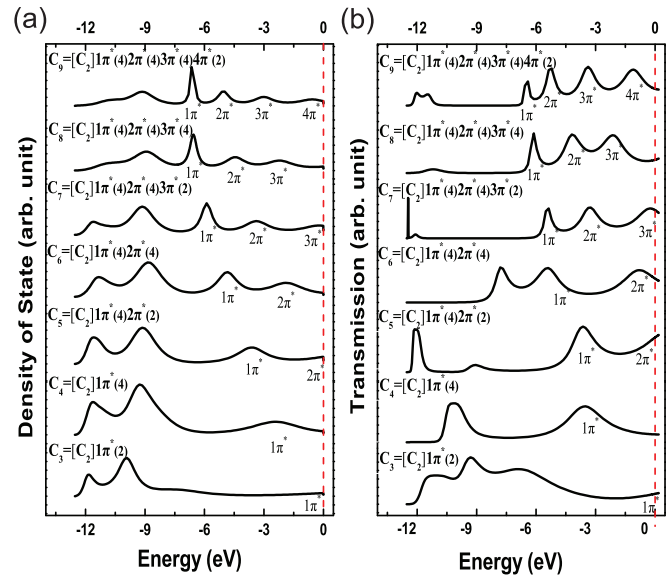 (a)
(b)
-12 -9 -6 -3 0
-12 -9 -6 -3 0
C9=[C2]1π*(4)2π*(4)3π*(4)4π*(2)
1π* 2π* 3π* 4π*
C8=[C2]1π*(4)2π*(4)3π*(4)
1π* 2π* 3π*
C7=[C2]1π*(4)2π*(4)3π*(2)
1π* 2π* 3π*
C6=[C2]1π*(4)2π*(4)
1π* 2π*
C5=[C2]1π*(4)2π*(2)
1π* 2π*
C4=[C2]1π*(4)
1π*
C3=[C2]1π*(2)
1π*
Density of State (arb. unit)
-12 -9 -6 -3 0
Energy (eV)
C9=[C2]1π*(4)2π*(4)3π*(4)4π*(2)
1π* 2π* 3π* 4π*
C8=[C2]1π*(4)2π*(4)3π*(4)
1π* 2π* 3π*
C7=[C2]1π*(4)2π*(4)3π*(2)
1π* 2π* 3π*
C6=[C2]1π*(4)2π*(4)
1π* 2π*
C5=[C2]1π*(4)2π*(2)
1π* 2π*
C4=[C2]1π*(4)
1π*
C3=[C2]1π*(2)
1π*
Transmission (arb. unit)
-12 -9 -6 -3 0
Energy (eV)